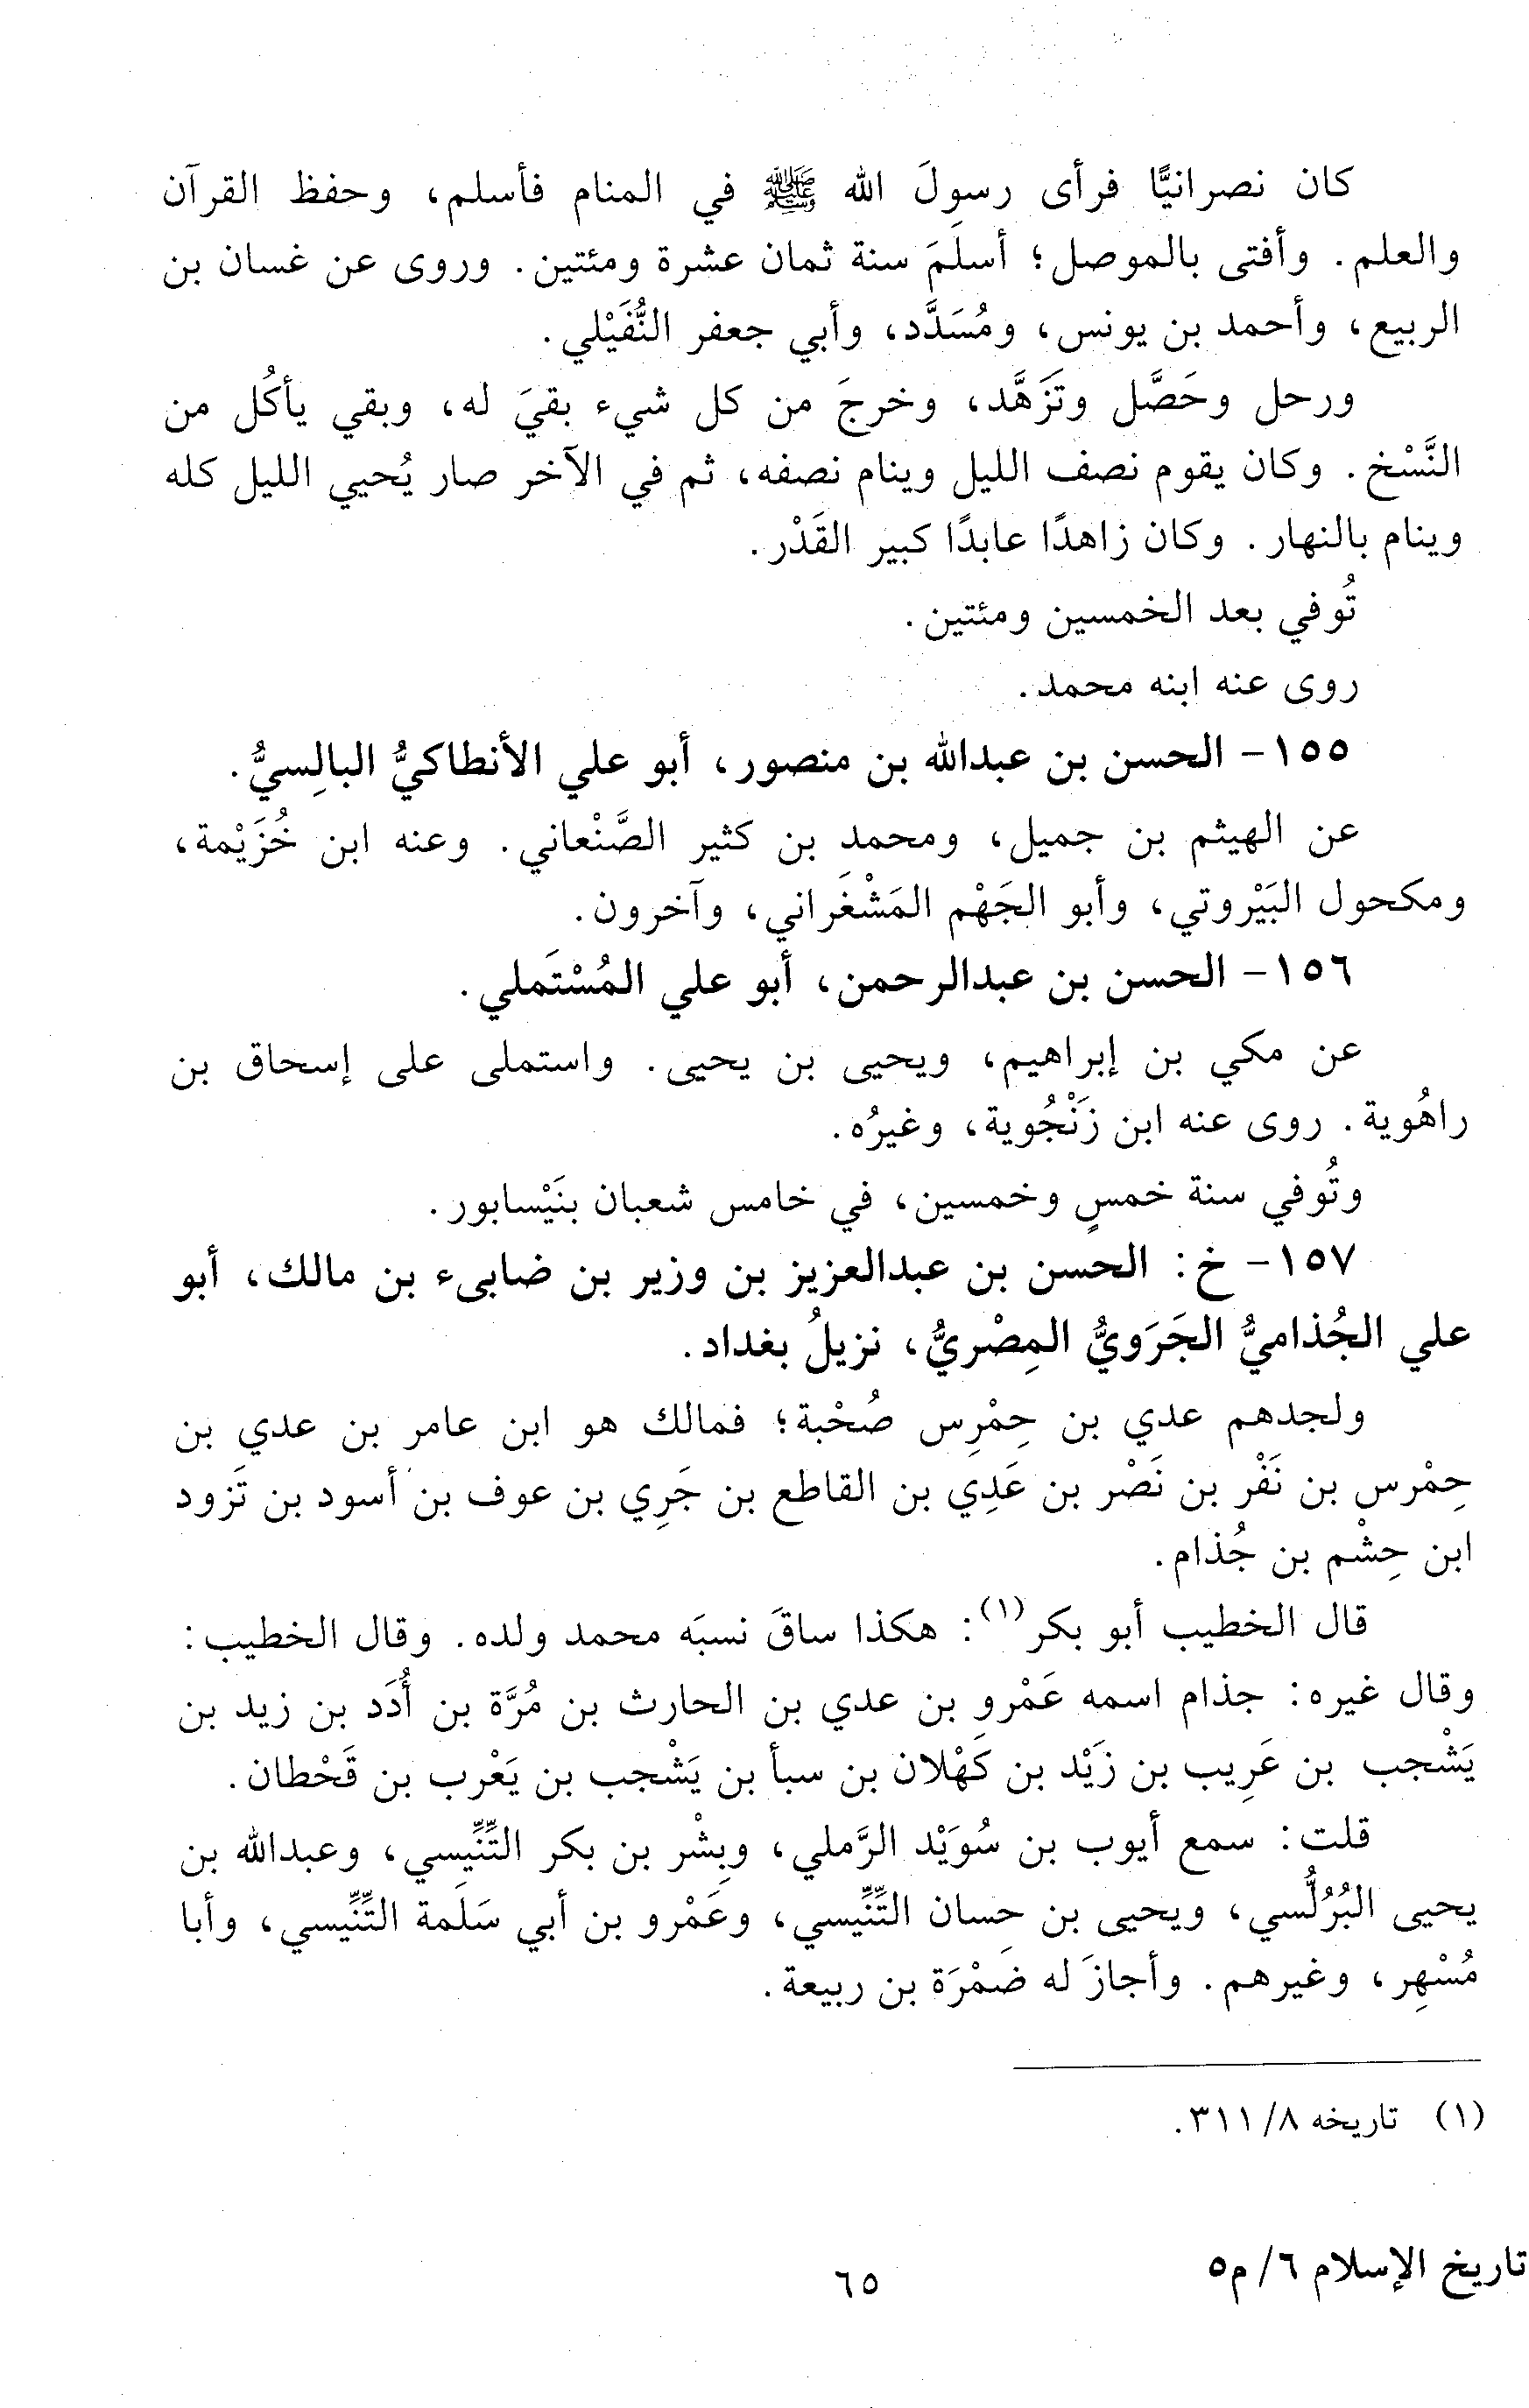 كان نصرانيًّا فرأى رسولَ الله ﷺ في المنام فأسلم، وحفظ القرآن
والعلم. وأفتى بالموصل؛ أسلَمَ سنة ثمان عشرة ومئتين. وروى عن غسان بن
الربيع، وأحمد بن يونس، ومُسَدَّد، وأبي جعفر النُّفَيْلي.
ورحل وحَصَّل وتَزَهَّد، وخرجَ من كل شيء بقيَ له، وبقي يأكُل من
النَّسْخ. وكان يقوم نصف الليل وينام نصفه، ثم في الآخر صار يُحيي الليل كله
وينام بالنهار. وكان زاهدًا عابدًا كبير القَدْر.
تُوفي بعد الخمسين ومئتين.
روى عنه ابنه محمد.
١٥٥- الحسن بن عبدالله بن منصور، أبو علي الأنطاكيُّ البالِسيُّ.
عن الهيثم بن جميل، ومحمد بن كثير الصَّنْعاني. وعنه ابن خُزَيْمة،
ومكحول البَيْروتي، وأبو الجَهْم المَشْغَراني، وآخرون.
١٥٦- الحسن بن عبدالرحمن، أبو علي المُسْتَملي.
عن مكي بن إبراهيم، ويحيى بن يحيى. واستملى على إسحاق بن
راهُوية. روى عنه ابن زَنْجُوية، وغيرُه.
وتُوفي سنة خمسٍ وخمسين، في خامس شعبان بنَيْسابور.
١٥٧- خ: الحسن بن عبدالعزيز بن وزير بن ضابىء بن مالك، أبو
علي الجُذاميُّ الجَرَويُّ المِصْريُّ، نزيلُ بغداد.
ولجدهم عدي بن حِمْرِس صُحْبة؛ فمالك هو ابن عامر بن عدي بن
حِمْرس بن نَفْر بن نَصْر بن عَدِي بن القاطع بن جَرِي بن عوف بن أسود بن تَزود
ابن حِشْم بن جُذام.
قال الخطيب أبو بكر(١): هكذا ساقَ نسبَه محمد ولده. وقال الخطيب:
وقال غيره: جذام اسمه عَمْرو بن عدي بن الحارث بن مُرَّة بن أُدَد بن زيد بن
يَشْجب بن عَرِيب بن زَيْد بن كَهْلان بن سبأ بن يَشْجب بن يَعْرب بن قَحْطان.
قلت: سمع أيوب بن سُوَيْد الرَّملي، وبِشْر بن بكر التِّنِّيسي، وعبدالله بن
يحيى البُرُلُّسي، ويحيى بن حسان التِّنِّيسي، وعَمْرو بن أبي سَلَمة التِّنِّيسي، وأبا
مُسْهِر، وغيرهم. وأجازَ له ضَمْرَة بن ربيعة.
(١) تاريخه ٨/ ٣١١.
تاريخ الإسلام ٦/ م٥
٦٥